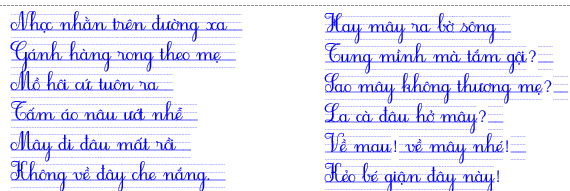 Nhọc nhằn trên đường xa
Gánh hàng rong theo mẹ
Mồ hôi cứ tuôn ra
Tấm áo nâu ướt nhễ
Mây đi đâu mất rồi
Không về đây che nắng.
Hay mây ra bờ sông
Tung mình mà tắm gội?
Sao mây không thương mẹ?
La cà đâu hở mây?
Về mau! về mây nhé!
Kẻo bé giận đây này!